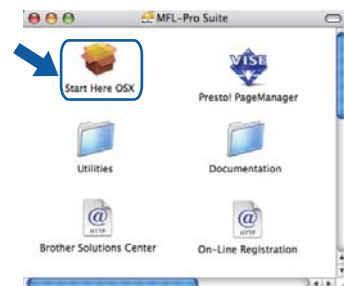 MFL-Pro Suite
Start Here OSX
VISE
Presto! PageManager
Utilities
Documentation
@
HTTP
@
HTTP
Brother Solutions Center
On-Line Registration